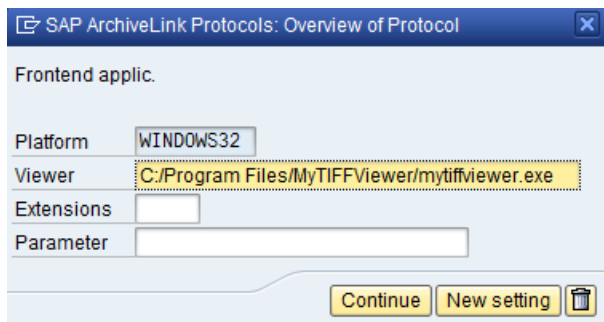 SAP ArchiveLink Protocols: Overview of Protocol
Frontend applic.
Platform WINDOWS32
Viewer C:/Program Files/MyTIFFViewer/mytiffviewer.exe
Extensions
Parameter
Continue New setting